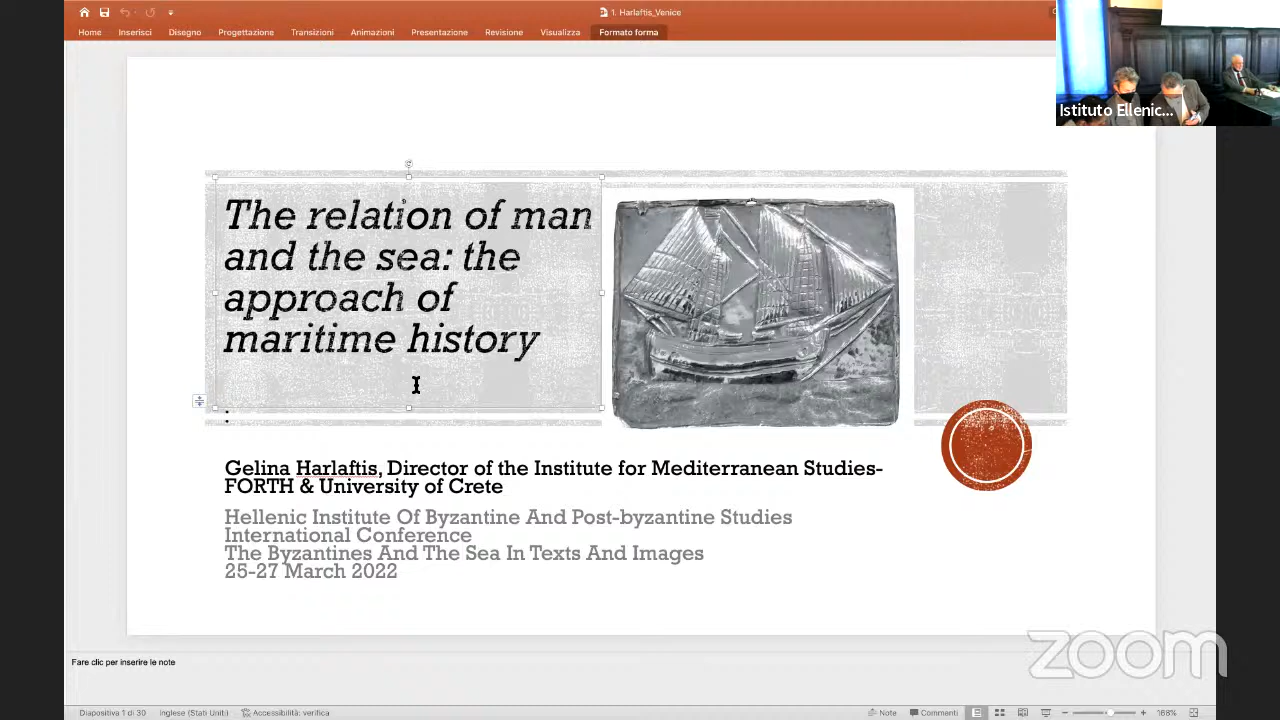 1. Harlaftis_Venice
Home Inserisci Disegno Progettazione Transizioni Animazioni Presentazione Revisione Visualizza Formato forma
Istituto Ellenic...
The relation of man
and the sea: the
approach of
maritime history
Gelina Harlaftis, Director of the Institute for Mediterranean Studies-
FORTH & University of Crete
Hellenic Institute Of Byzantine And Post-byzantine Studies
International Conference
The Byzantines And The Sea In Texts And Images
25-27 March 2022
zoom
Fare clic per inserire le note
Diapositiva 1 di 30 Inglese (Stati Uniti) Accessibilità: verifica Note Commenti 168%